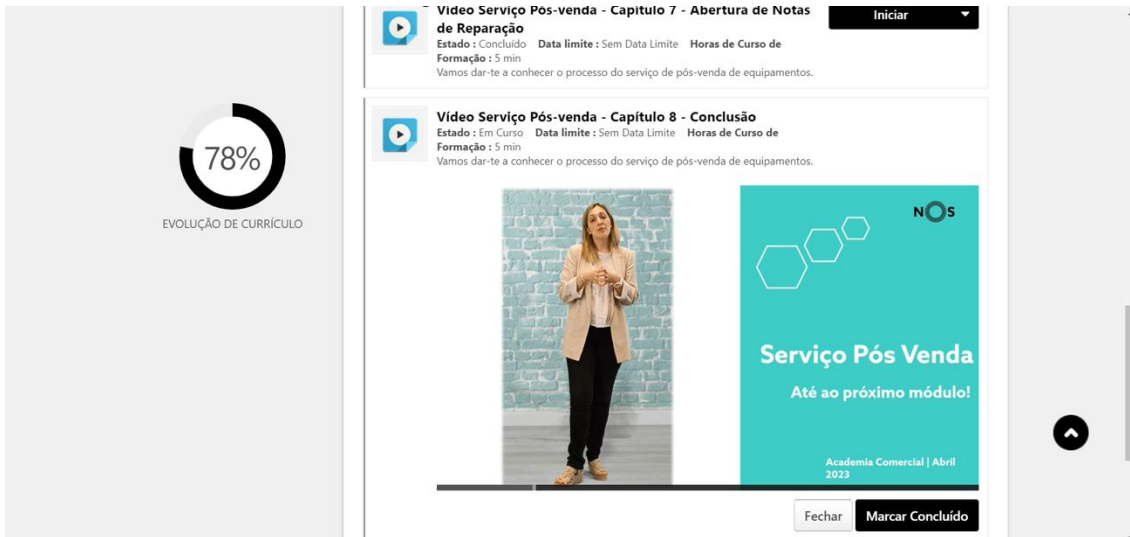 Vídeo Serviço Pós-venda - Capítulo 7 - Abertura de Notas
de Reparação
Iniciar
Estado : Concluído Data limite : Sem Data Limite Horas de Curso de
Formação : 5 min
Vamos dar-te a conhecer o processo do serviço de pós-venda de equipamentos.
78%
EVOLUÇÃO DE CURRÍCULO
Vídeo Serviço Pós-venda - Capítulo 8 - Conclusão
Estado : Em Curso Data limite : Sem Data Limite Horas de Curso de
Formação : 5 min
Vamos dar-te a conhecer o processo do serviço de pós-venda de equipamentos.
NOS
Serviço Pós Venda
Até ao próximo módulo!
Academia Comercial | Abril
2023
Fechar
Marcar Concluído